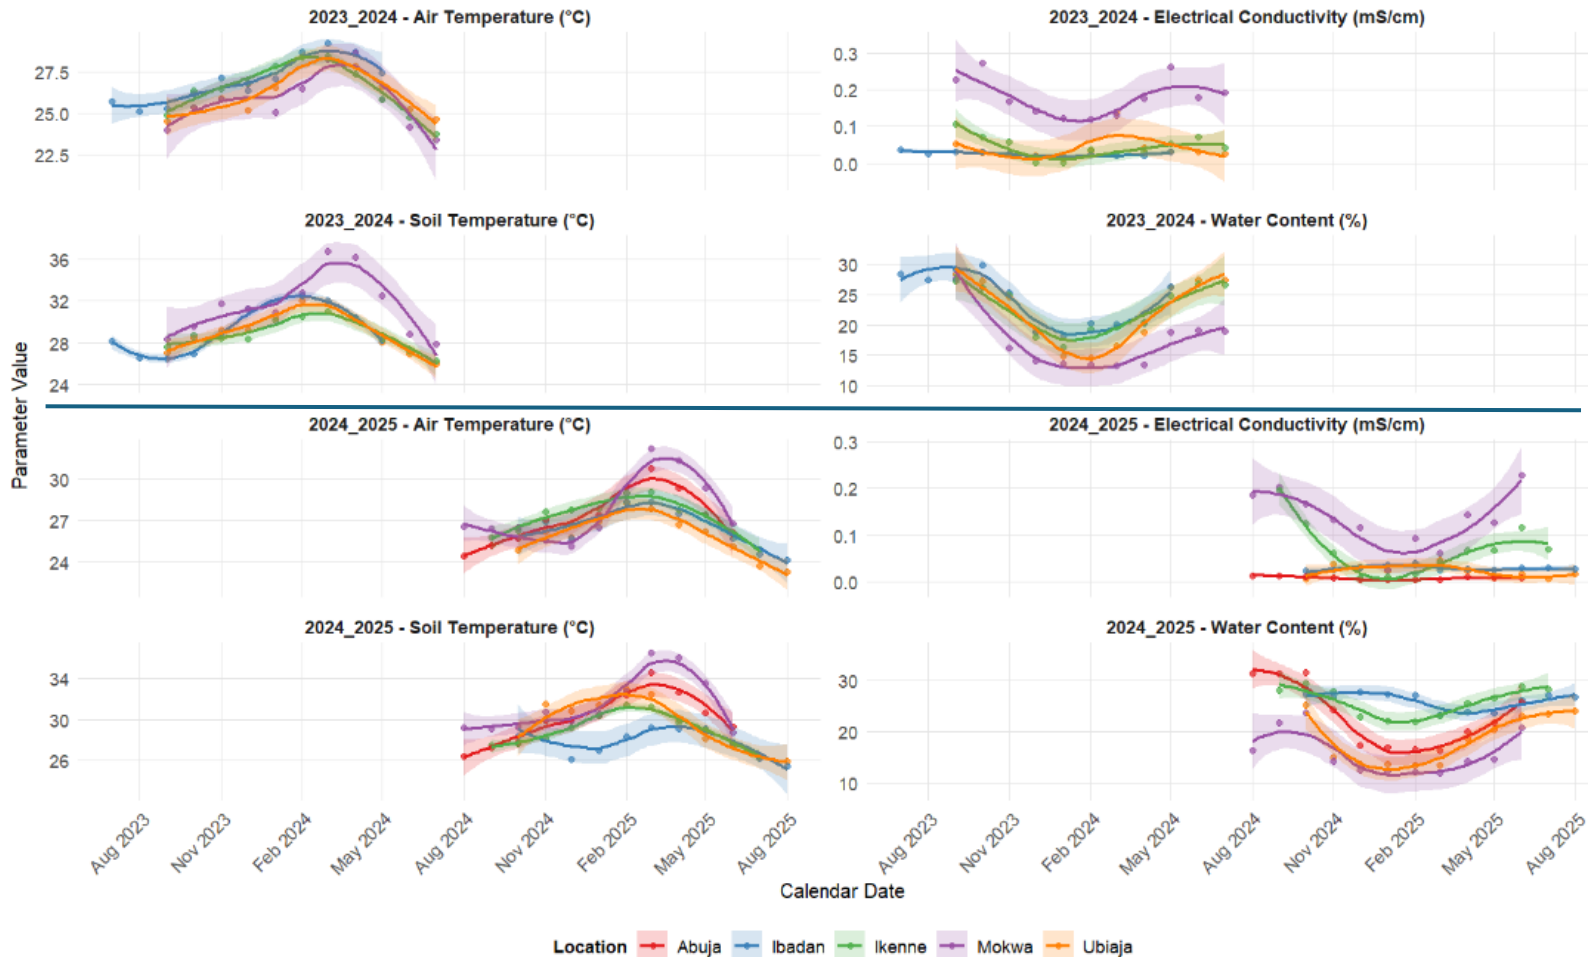 2023_2024 - Air Temperature (°C)
2023_2024 - Electrical Conductivity (mS/cm)
27.5
25.0
22.5
0.3
0.2
0.1
0.0
2023_2024 - Soil Temperature (°C)
2023_2024 - Water Content (%)
36
32
28
24
30
25
20
15
10
Parameter Value
2024_2025 - Air Temperature (°C)
2024_2025 - Electrical Conductivity (mS/cm)
30
27
24
0.3
0.2
0.1
0.0
2024_2025 - Soil Temperature (°C)
2024_2025 - Water Content (%)
34
30
26
30
20
10
Aug 2023
Nov 2023
Feb 2024
May 2024
Aug 2024
Nov 2024
Feb 2025
May 2025
Aug 2025
Aug 2023
Nov 2023
Feb 2024
May 2024
Aug 2024
Nov 2024
Feb 2025
May 2025
Aug 2025
Calendar Date
Location Abuja Ibadan Ikenne Mokwa Ubiaja